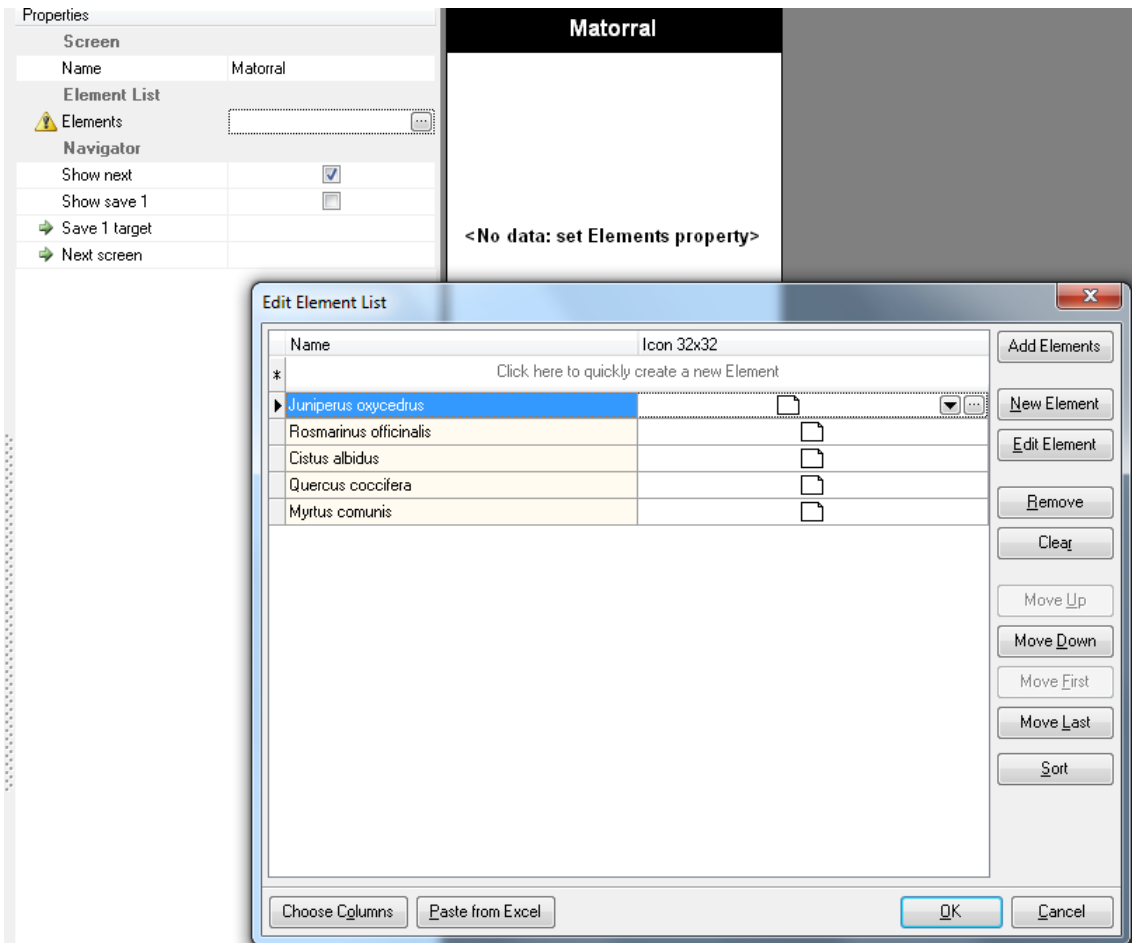 Properties
Screen
Name Matorral
Element List
Elements
Navigator
Show next
Show save 1
Save 1 target
Next screen
Matorral
<No data: set Elements property>
Edit Element List
Name Icon 32x32
* Click here to quickly create a new Element
Juniperus oxycedrus
Rosmarinus officinalis
Cistus albidus
Quercus coccifera
Myrtus comunis
Add Elements
New Element
Edit Element
Remove
Clear
Move Up
Move Down
Move First
Move Last
Sort
Choose Columns Paste from Excel OK Cancel